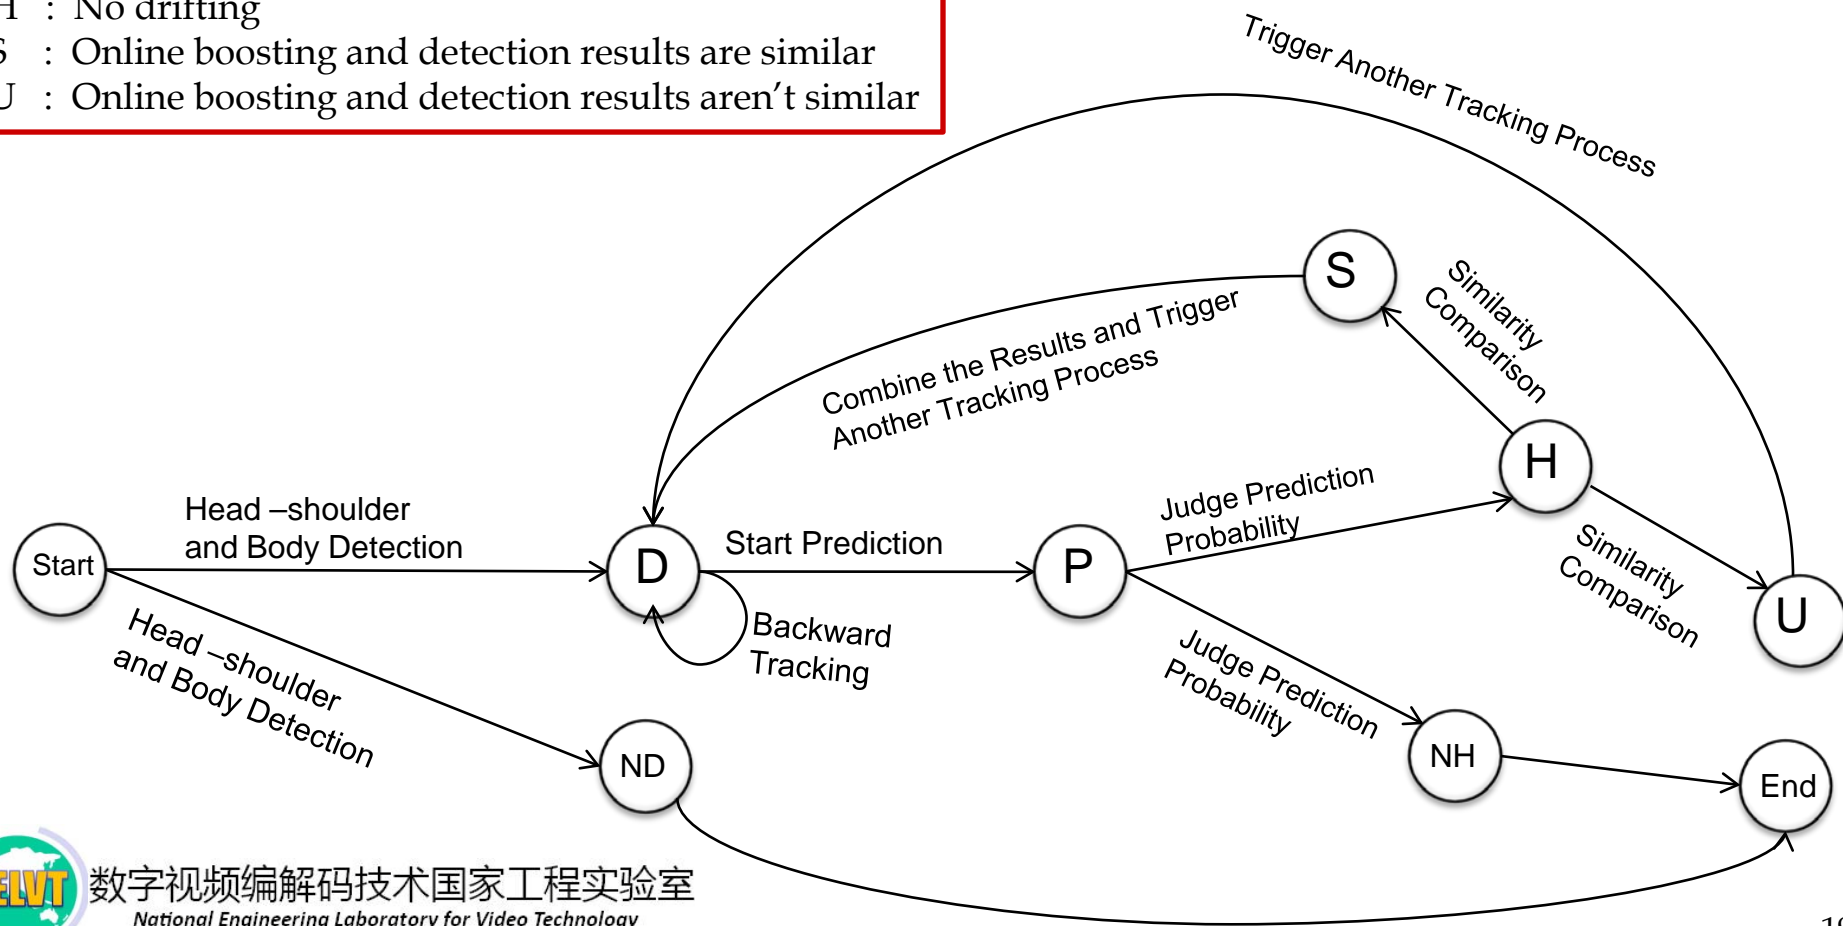 H : No drifting
S : Online boosting and detection results are similar
U : Online boosting and detection results aren't similar
Trigger Another Tracking Process
S
Similarity
Comparison
Combine the Results and Trigger
Another Tracking Process
H
Judge Prediction
Probability
Head –shoulder
and Body Detection
Start
D
Start Prediction
P
Similarity
Comparison
U
Backward
Tracking
Head –shoulder
and Body Detection
Judge Prediction
Probability
ND
NH
End
ELVT
数字视频编解码技术国家工程实验室
National Engineering Laboratory for Video Technology